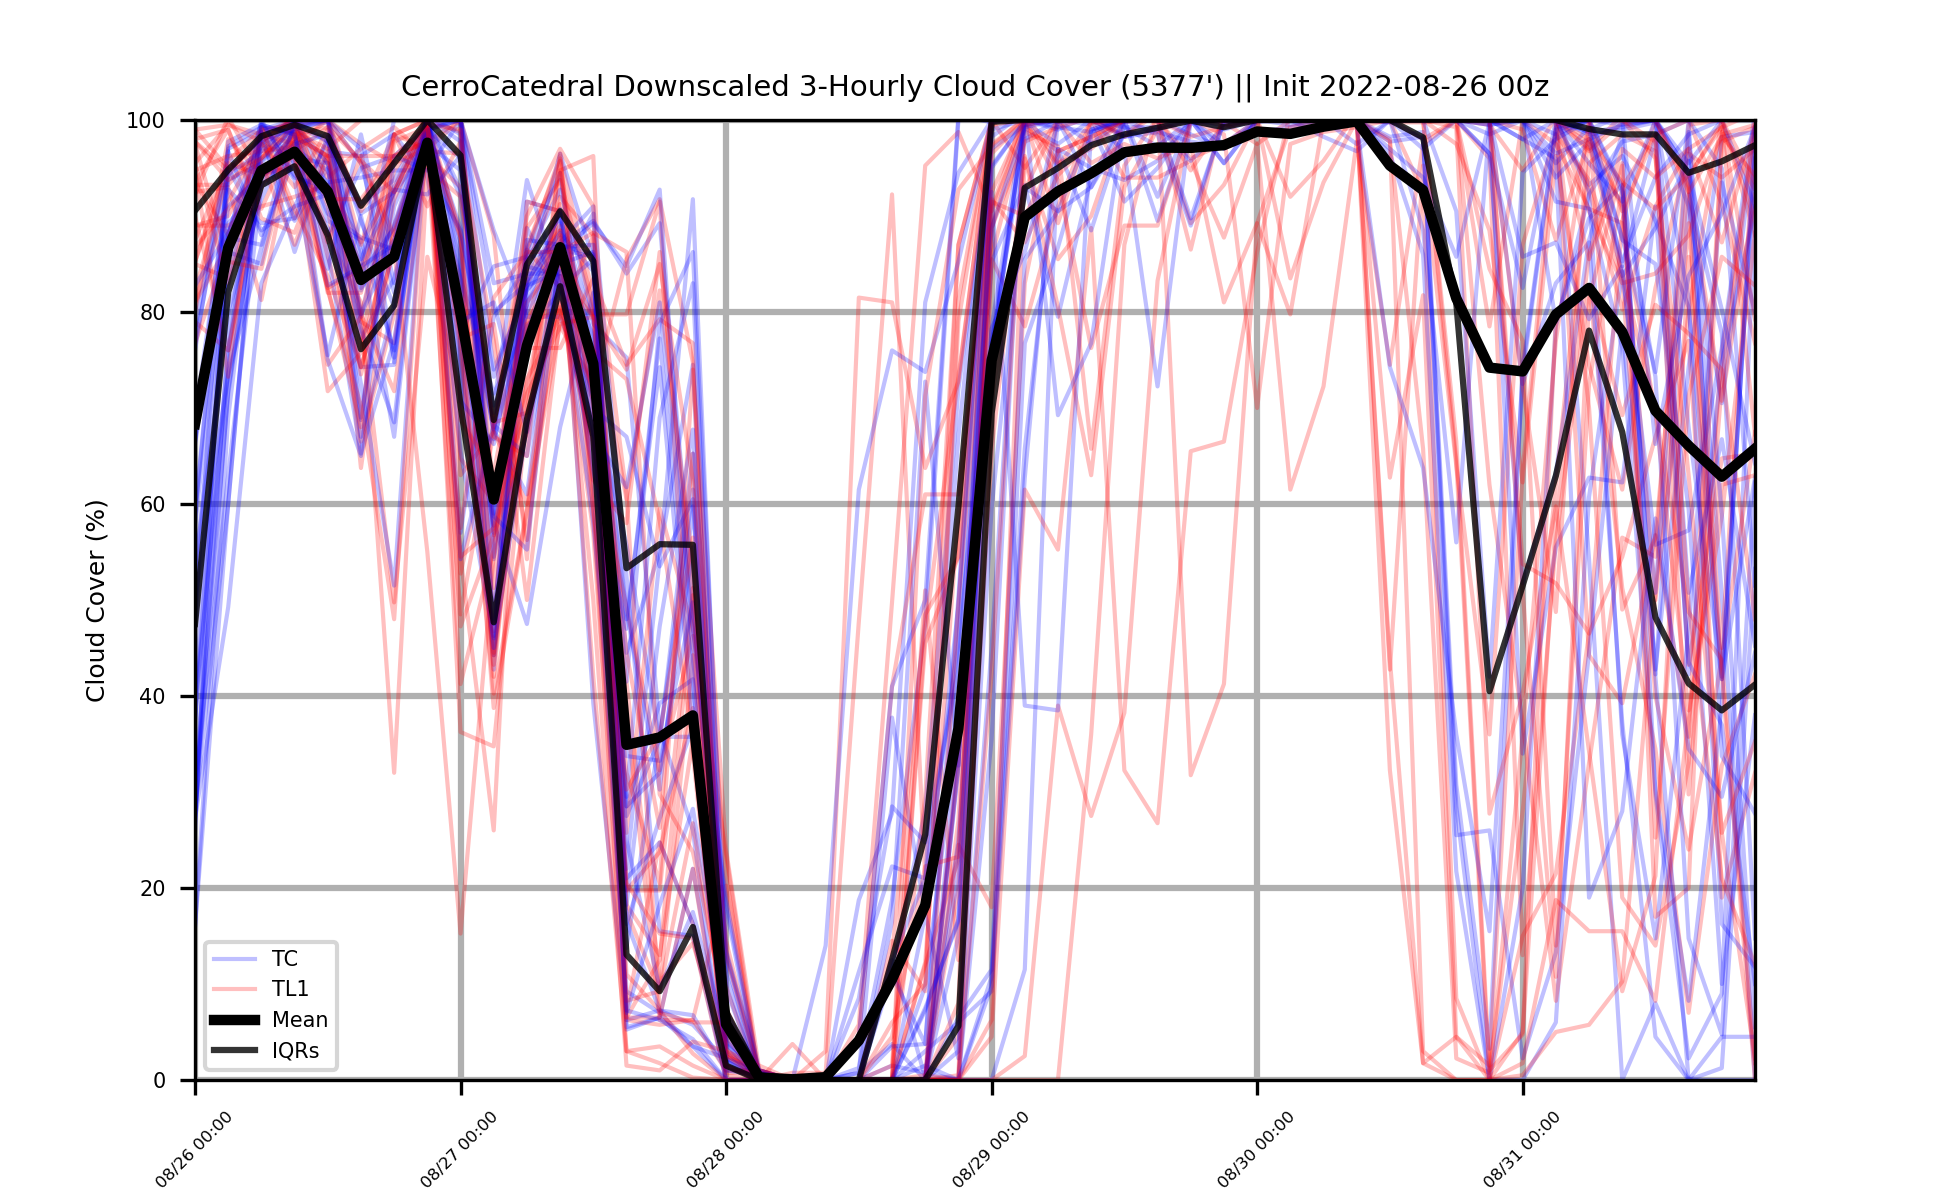 CerroCatedral Downscaled 3-Hourly Cloud Cover (5377') || Init 2022-08-26 00z
Cloud Cover (%)
100
80
60
40
20
0
TC
TL1
Mean
IQRs
08/26 00:00
08/27 00:00
08/28 00:00
08/29 00:00
08/30 00:00
08/31 00:00